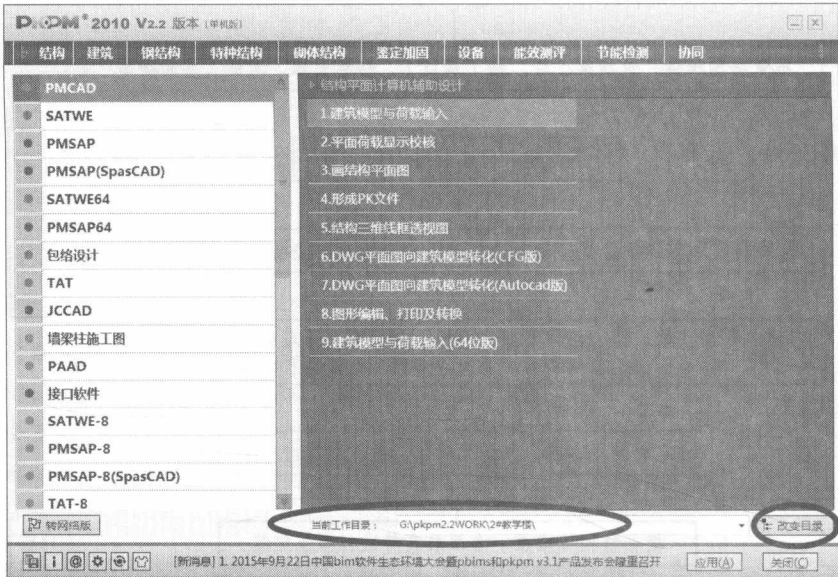 PKPM® 2010 V2.2 版本 (单机版)
结构 建筑 钢结构 特种结构 砌体结构 鉴定加固 设备 能效测评 节能检测 协同
PMCAD
SATWE
PMSAP
PMSAP(SpasCAD)
SATWE64
PMSAP64
包络设计
TAT
JCCAD
墙梁柱施工图
PAAD
接口软件
SATWE-8
PMSAP-8
PMSAP-8(SpasCAD)
TAT-8
结构平面计算机辅助设计
1.建筑模型与荷载输入
2.平面荷载显示校核
3.画结构平面图
4.形成PK文件
5.结构三维线框透视图
6.DWG平面图向建筑模型转化(CFG版)
7.DWG平面图向建筑模型转化(Autocad版)
8.图形编辑、打印及转换
9.建筑模型与荷载输入(64位版)
转网络版 当前工作目录: G:\pkpm2.2WORK\2#教学楼\ 改变目录
[新消息] 1. 2015年9月22日中国bim软件生态环境大会暨pbims和pkpm v3.1产品发布会隆重召开 应用(A) 关闭(C)